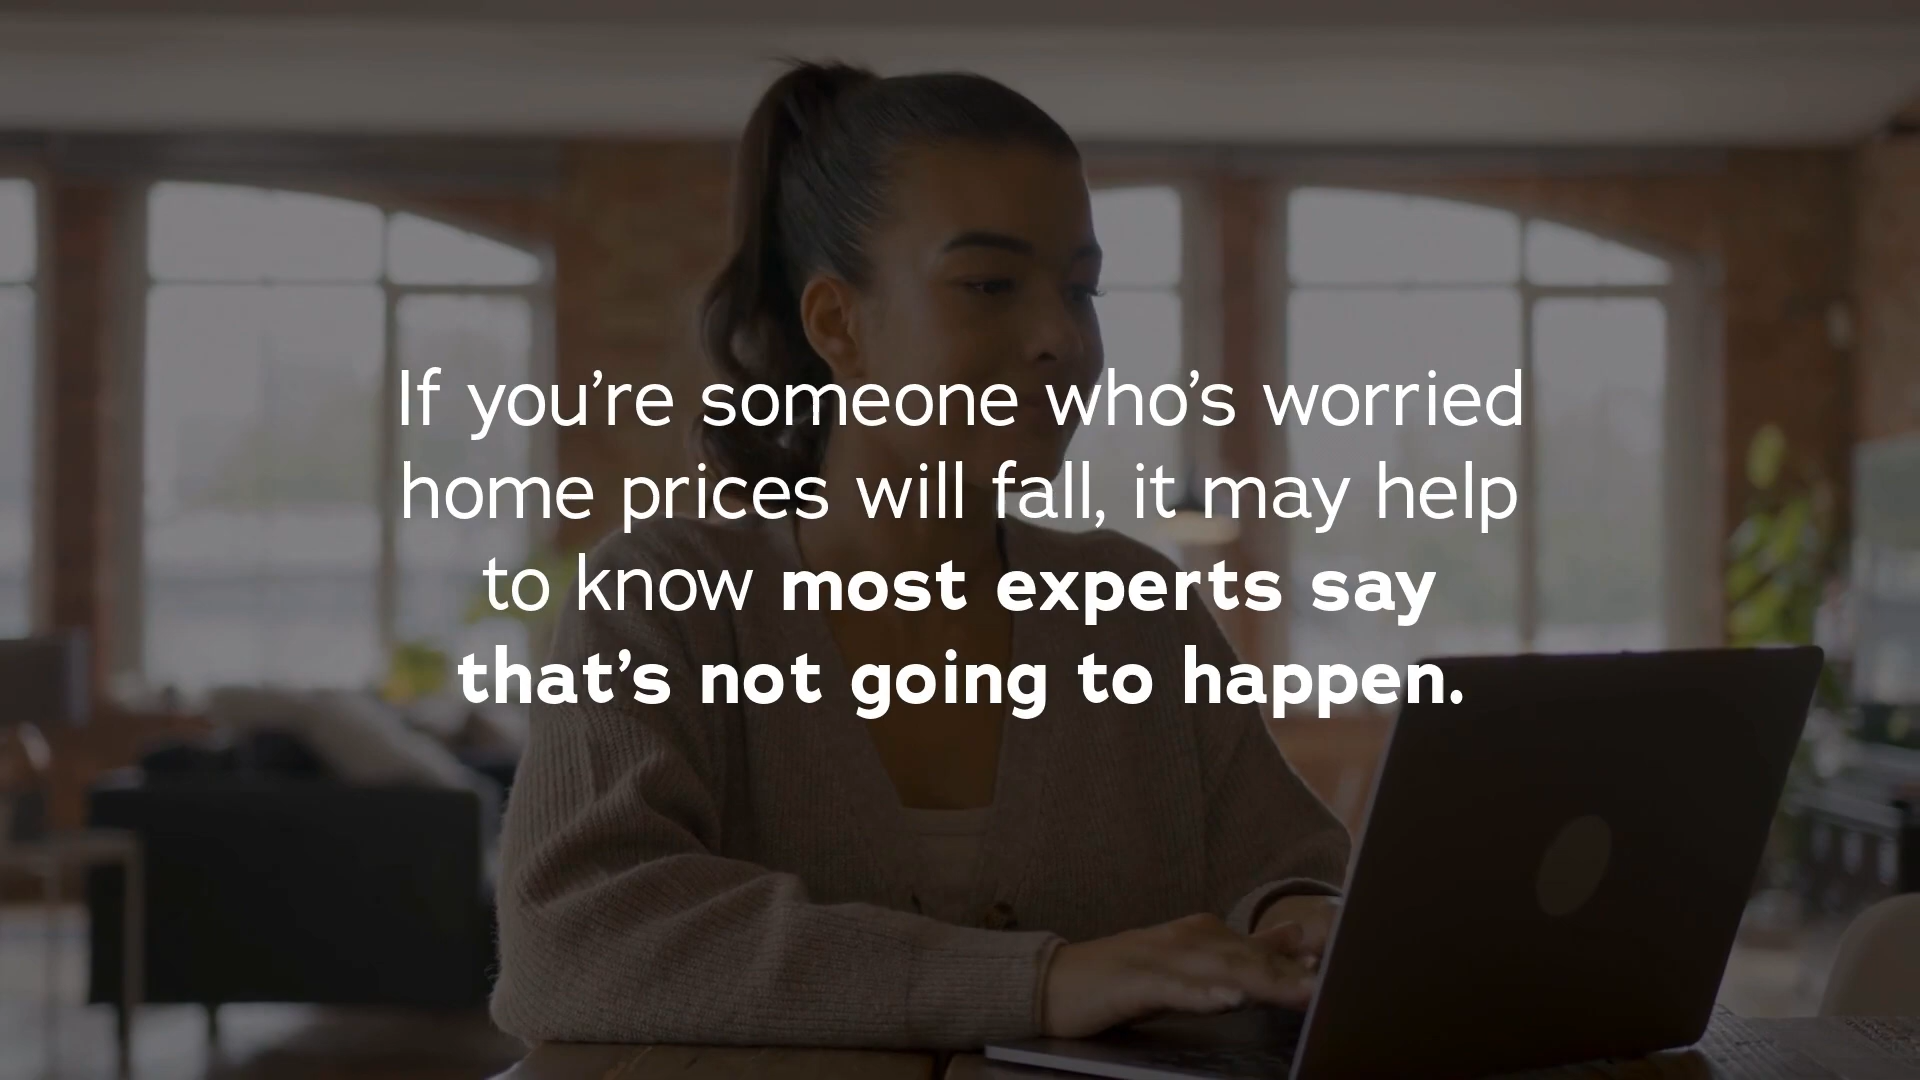 If you’re someone who’s worried
home prices will fall, it may help
to know most experts say
that’s not going to happen.